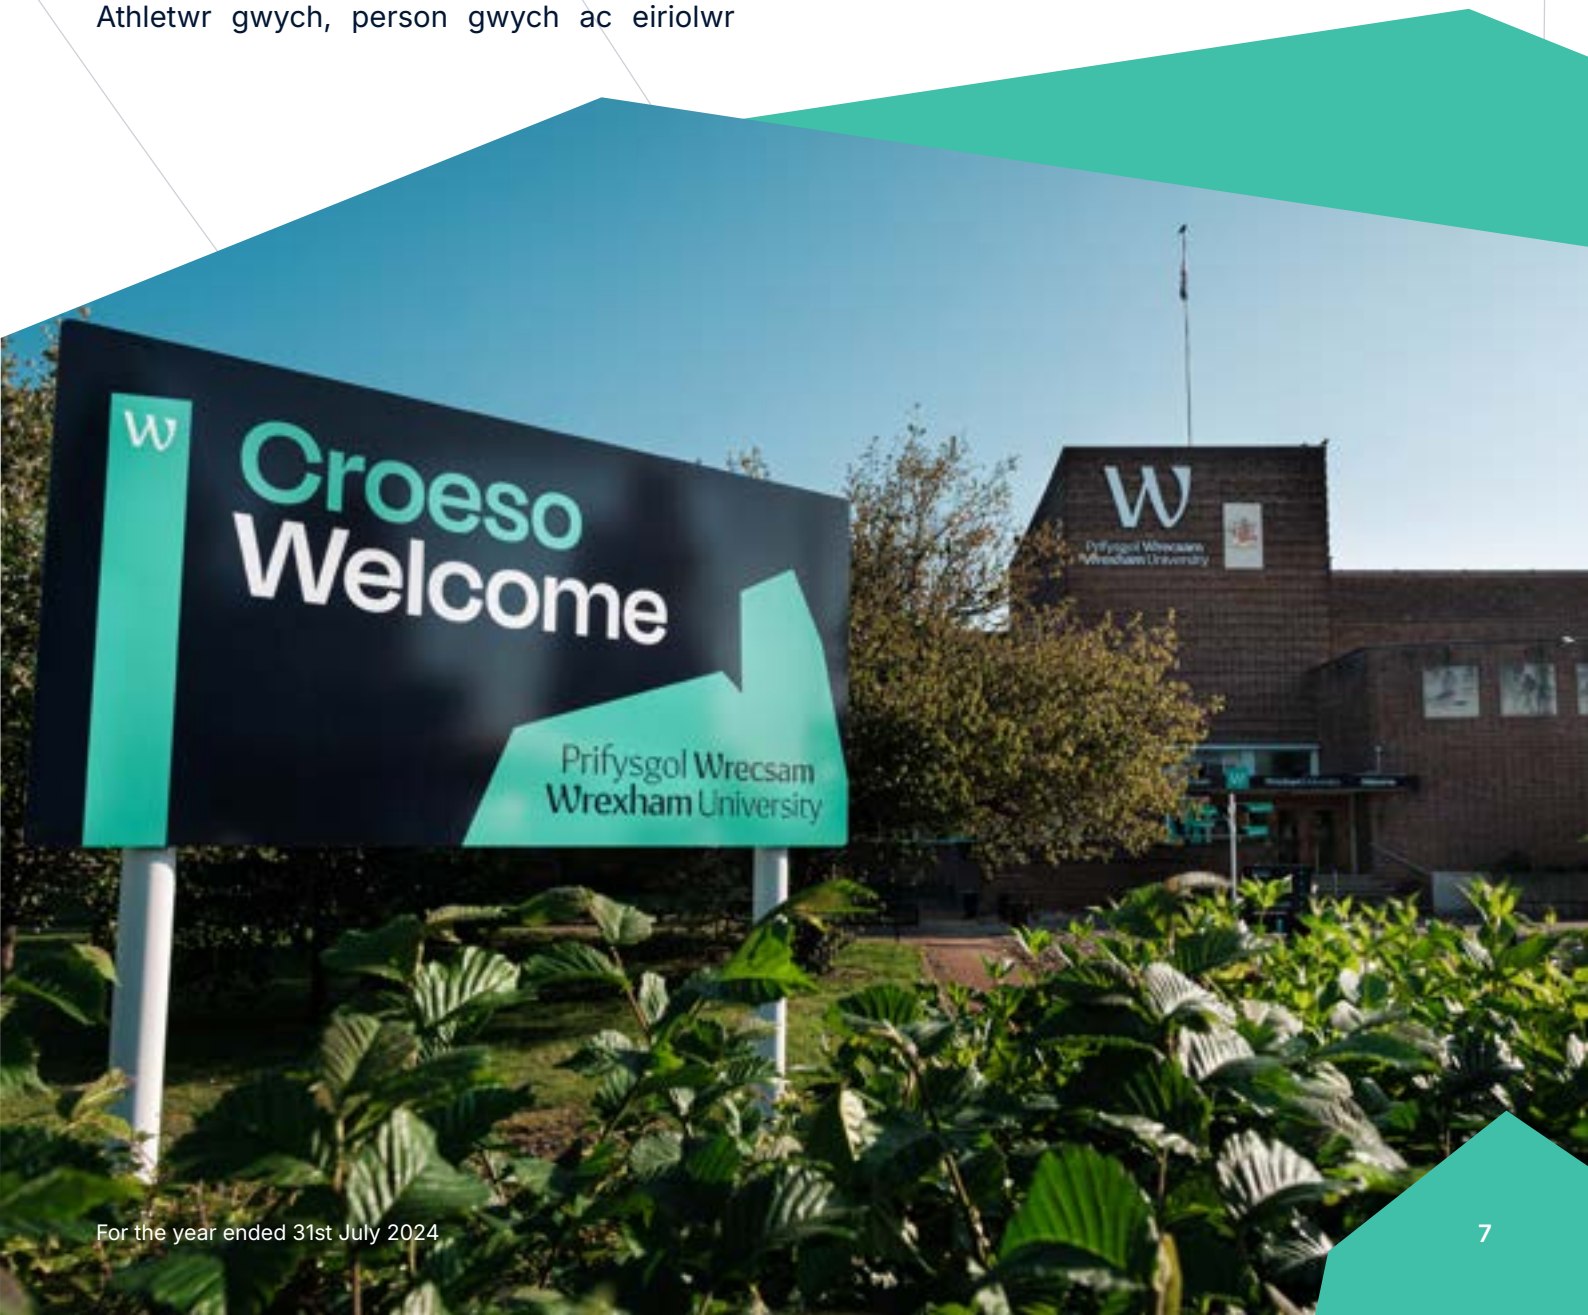 Athletwr gwych, person gwych ac eiriolwr
W
Croeso
Welcome
Prifysgol Wrecsam
Wrexham University
W
Prifysgol Wrecsam
Wrexham University
For the year ended 31st July 2024
7